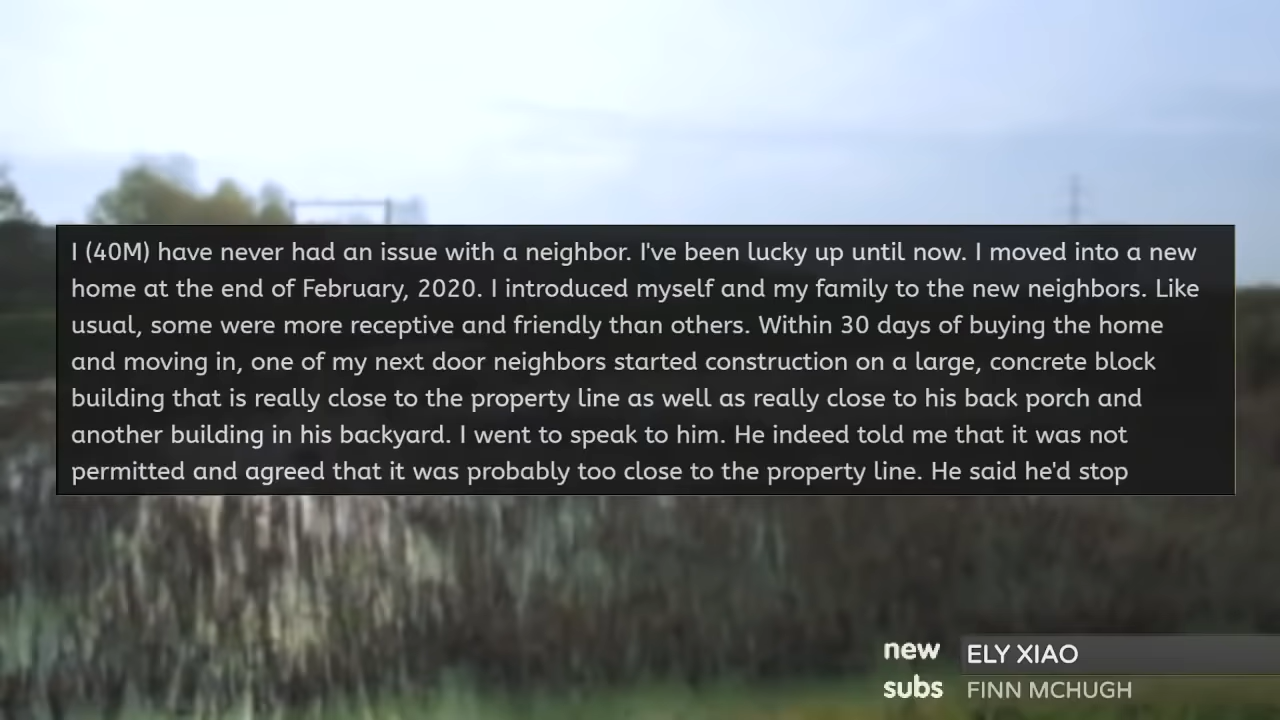 I (40M) have never had an issue with a neighbor. I've been lucky up until now. I moved into a new
home at the end of February, 2020. I introduced myself and my family to the new neighbors. Like
usual, some were more receptive and friendly than others. Within 30 days of buying the home
and moving in, one of my next door neighbors started construction on a large, concrete block
building that is really close to the property line as well as really close to his back porch and
another building in his backyard. I went to speak to him. He indeed told me that it was not
permitted and agreed that it was probably too close to the property line. He said he'd stop
new ELY XIAO
subs FINN MCHUGH